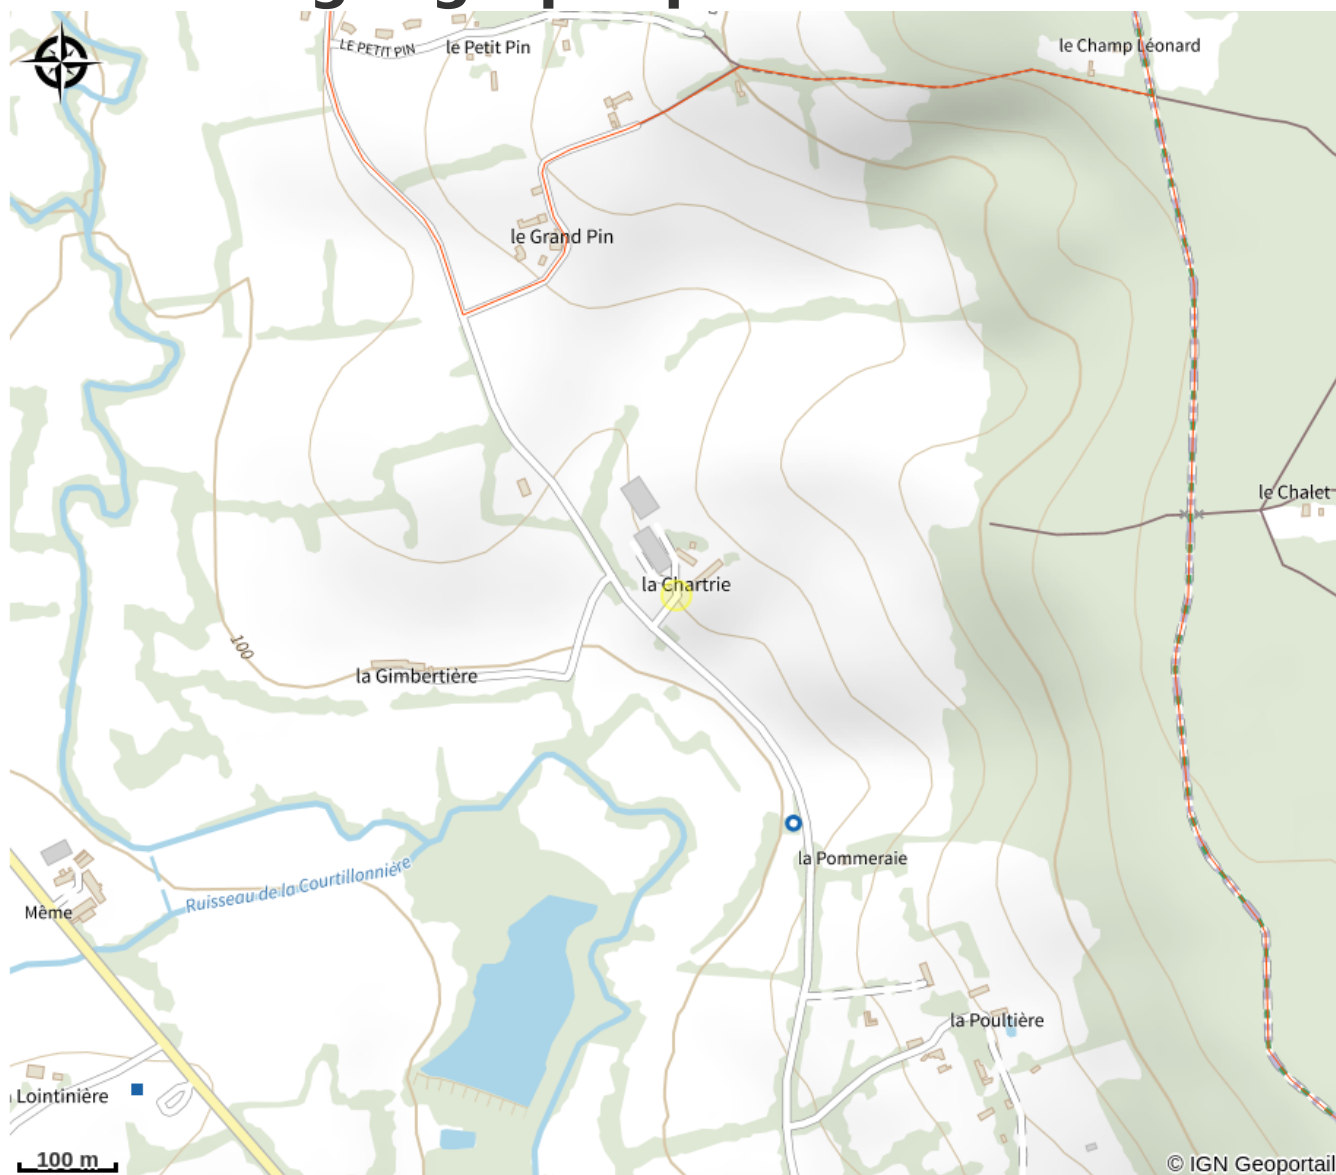 LE PETIT PIN
le Petit Pin
le Champ Léonard
le Grand Pin
le Chalet
la Chartrie
100
la Gimbertière
la Pommeraie
Ruisseau de la Courtillonnière
Même
la Poultière
Lointinière
100 m
© IGN Geoportail